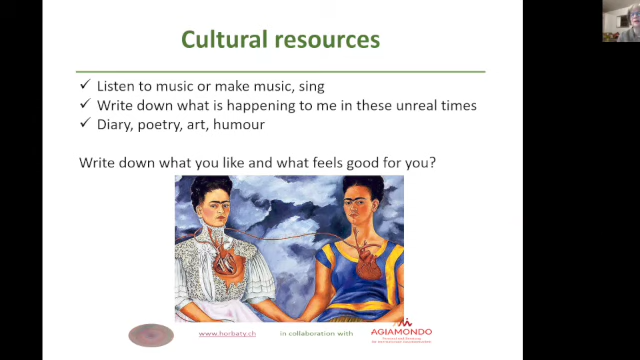 Cultural resources
✓ Listen to music or make music, sing
✓ Write down what is happening to me in these unreal times
✓ Diary, poetry, art, humour
Write down what you like and what feels good for you?
www.horbaty.ch in collaboration with AGIAMONDO